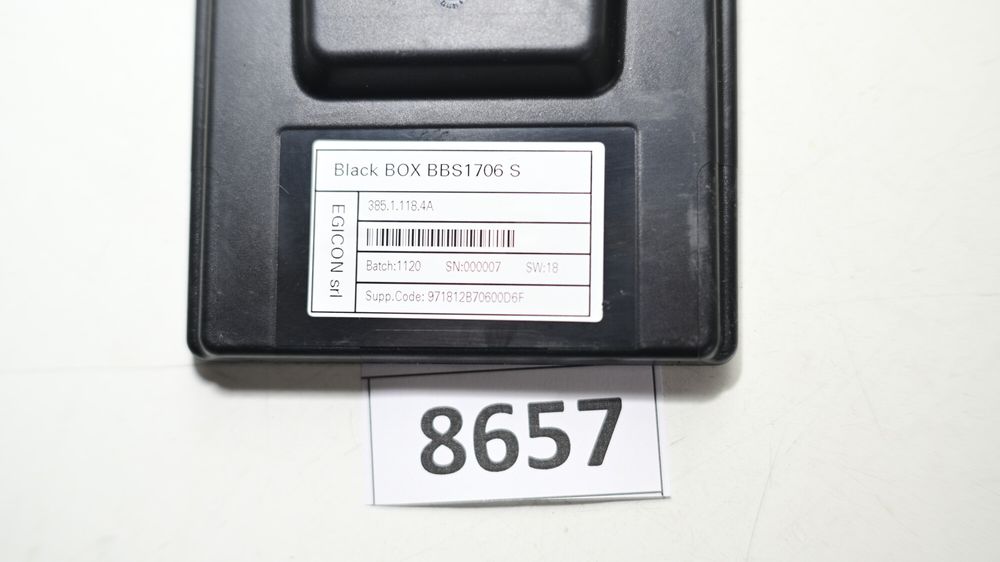 Black BOX BBS1706 S
EGICON srl
385.1.118.4A
Batch:1120 SN:000007 SW:18
Supp.Code: 971812B70600D6F
8657